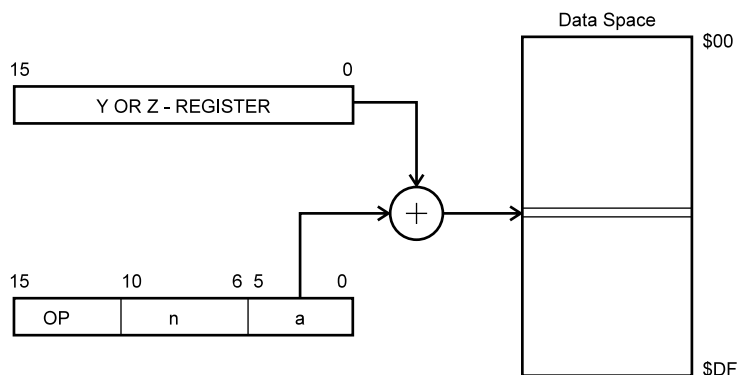 Data Space
$00
15 0
Y OR Z - REGISTER
+
15 10 6 5 0
OP n a
$DF